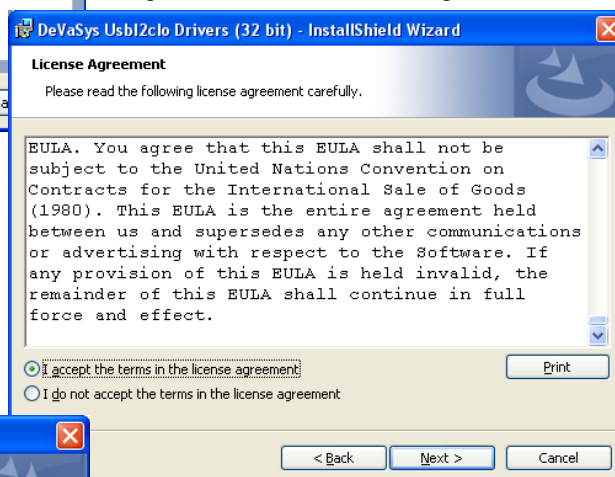 DeVaSys UsbI2cIo Drivers (32 bit) - InstallShield Wizard
License Agreement
Please read the following license agreement carefully.
EULA. You agree that this EULA shall not be
subject to the United Nations Convention on
Contracts for the International Sale of Goods
(1980). This EULA is the entire agreement held
between us and supersedes any other communications
or advertising with respect to the Software. If
any provision of this EULA is held invalid, the
remainder of this EULA shall continue in full
force and effect.
I accept the terms in the license agreement
Print
I do not accept the terms in the license agreement
< Back Next > Cancel